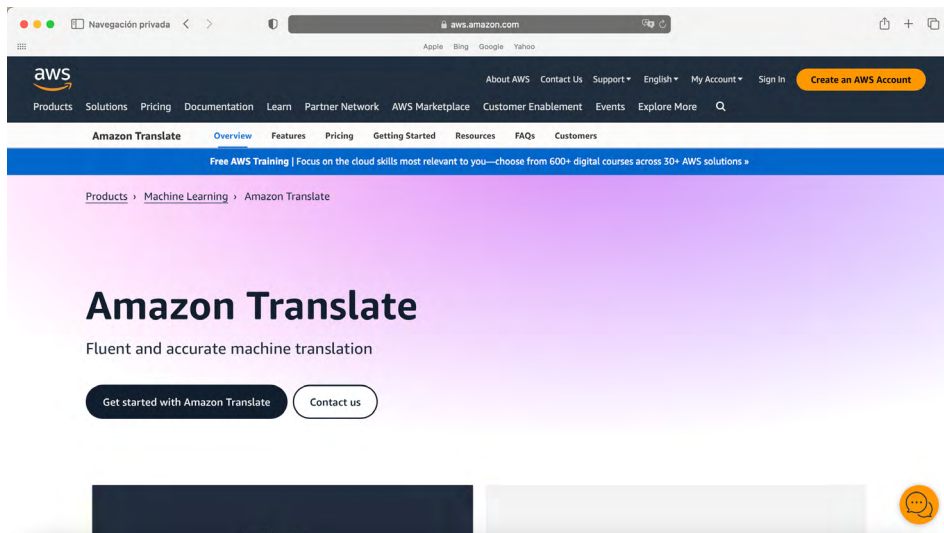 Navegación privada
aws.amazon.com
Apple Bing Google Yahoo
aws
About AWS Contact Us Support English My Account Sign In Create an AWS Account
Products Solutions Pricing Documentation Learn Partner Network AWS Marketplace Customer Enablement Events Explore More
Amazon Translate Overview Features Pricing Getting Started Resources FAQs Customers
Free AWS Training | Focus on the cloud skills most relevant to you—choose from 600+ digital courses across 30+ AWS solutions »
Products › Machine Learning › Amazon Translate
Amazon Translate
Fluent and accurate machine translation
Get started with Amazon Translate Contact us